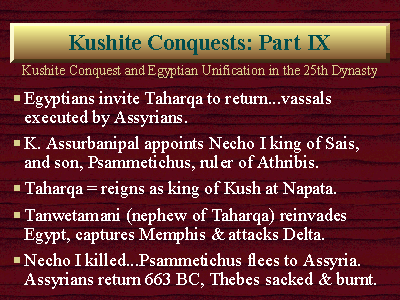 Kushite Conquests: Part IX
Kushite Conquest and Egyptian Unification in the 25th Dynasty
Egyptians invite Taharqa to return...vassals
executed by Assyrians.
K. Assurbanipal appoints Necho I king of Sais,
and son, Psammetichus, ruler of Athribis.
Taharqa = reigns as king of Kush at Napata.
Tanwetamani (nephew of Taharqa) reinvades
Egypt, captures Memphis & attacks Delta.
Necho I killed...Psammetichus flees to Assyria.
Assyrians return 663 BC, Thebes sacked & burnt.